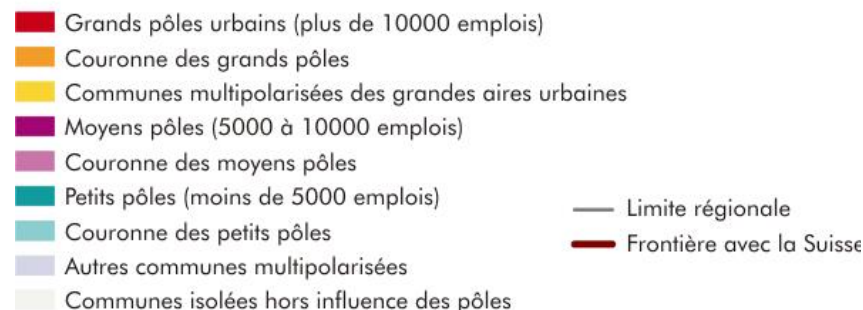 Grands pôles urbains (plus de 10000 emplois)
Couronne des grands pôles
Communes multipolarisées des grandes aires urbaines
Moyens pôles (5000 à 10000 emplois)
Couronne des moyens pôles
Petits pôles (moins de 5000 emplois)
Couronne des petits pôles
Autres communes multipolarisées
Communes isolées hors influence des pôles
Limite régionale
Frontière avec la Suisse